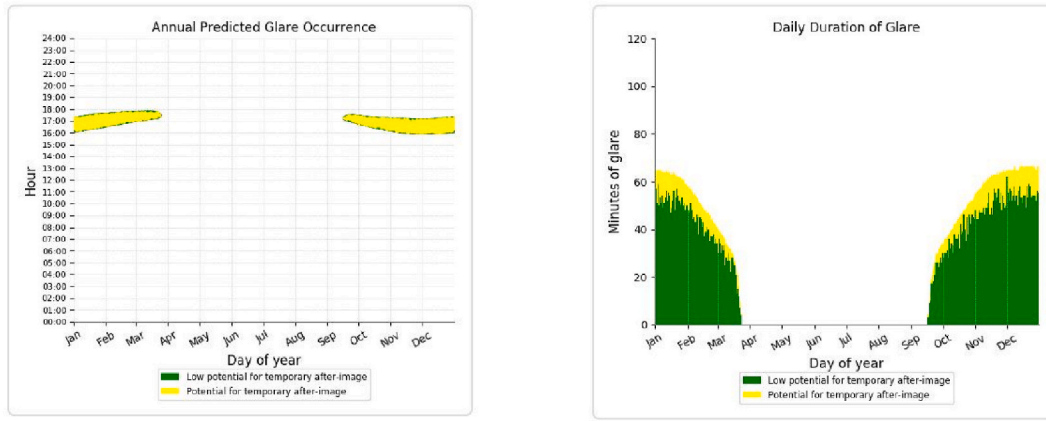 Annual Predicted Glare Occurrence
24:00
23:00
22:00
21:00
20:00
19:00
18:00
17:00
16:00
15:00
14:00
13:00
12:00
11:00
10:00
09:00
08:00
07:00
06:00
05:00
04:00
03:00
02:00
01:00
00:00
Hour
Jan Feb Mar Apr May Jun Jul Aug Sep Oct Nov Dec
Day of year
Low potential for temporary after-image
Potential for temporary after-image
Daily Duration of Glare
120
100
80
60
40
20
0
Minutes of glare
Jan Feb Mar Apr May Jun Jul Aug Sep Oct Nov Dec
Day of year
Low potential for temporary after-image
Potential for temporary after-image